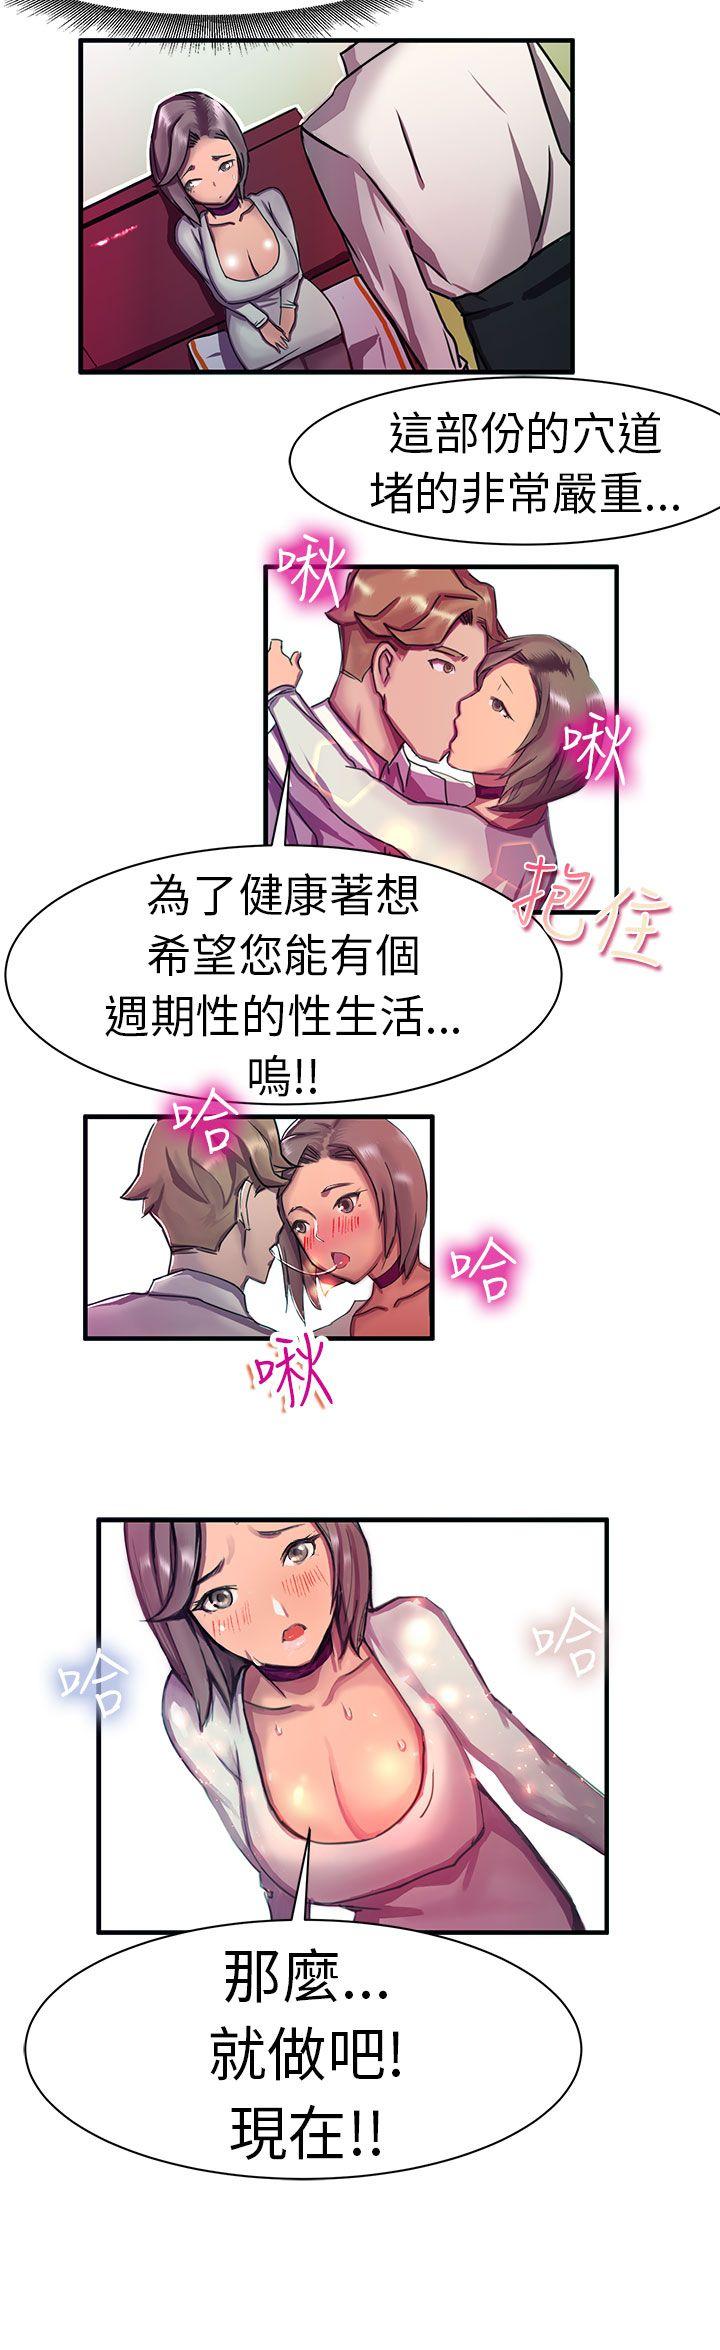 這部份的穴道
堵的非常嚴重...
啾
啾
抱住
為了健康著想
希望您能有個
週期性的性生活...
嗚!!
哈
哈
啾
哈
哈
那麼...
就做吧!
現在!!